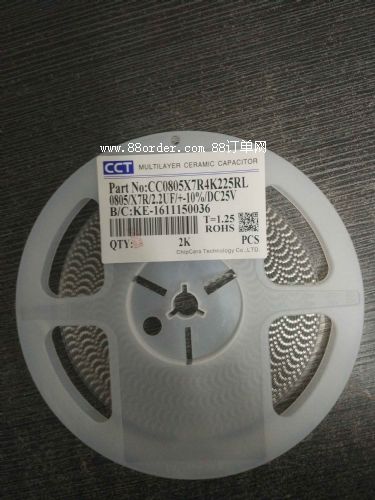 www.88order.com 88订单网
CCT MULTILAYER CERAMIC CAPACITOR
Part No:CC0805X7R4K225RL
0805/X7R/2.2UF/+-10%/DC25V
B/C:KE-1611150036
T=1.25
ROHS
QTY: 2K PCS
ChipCera Technology Co.,LTD.